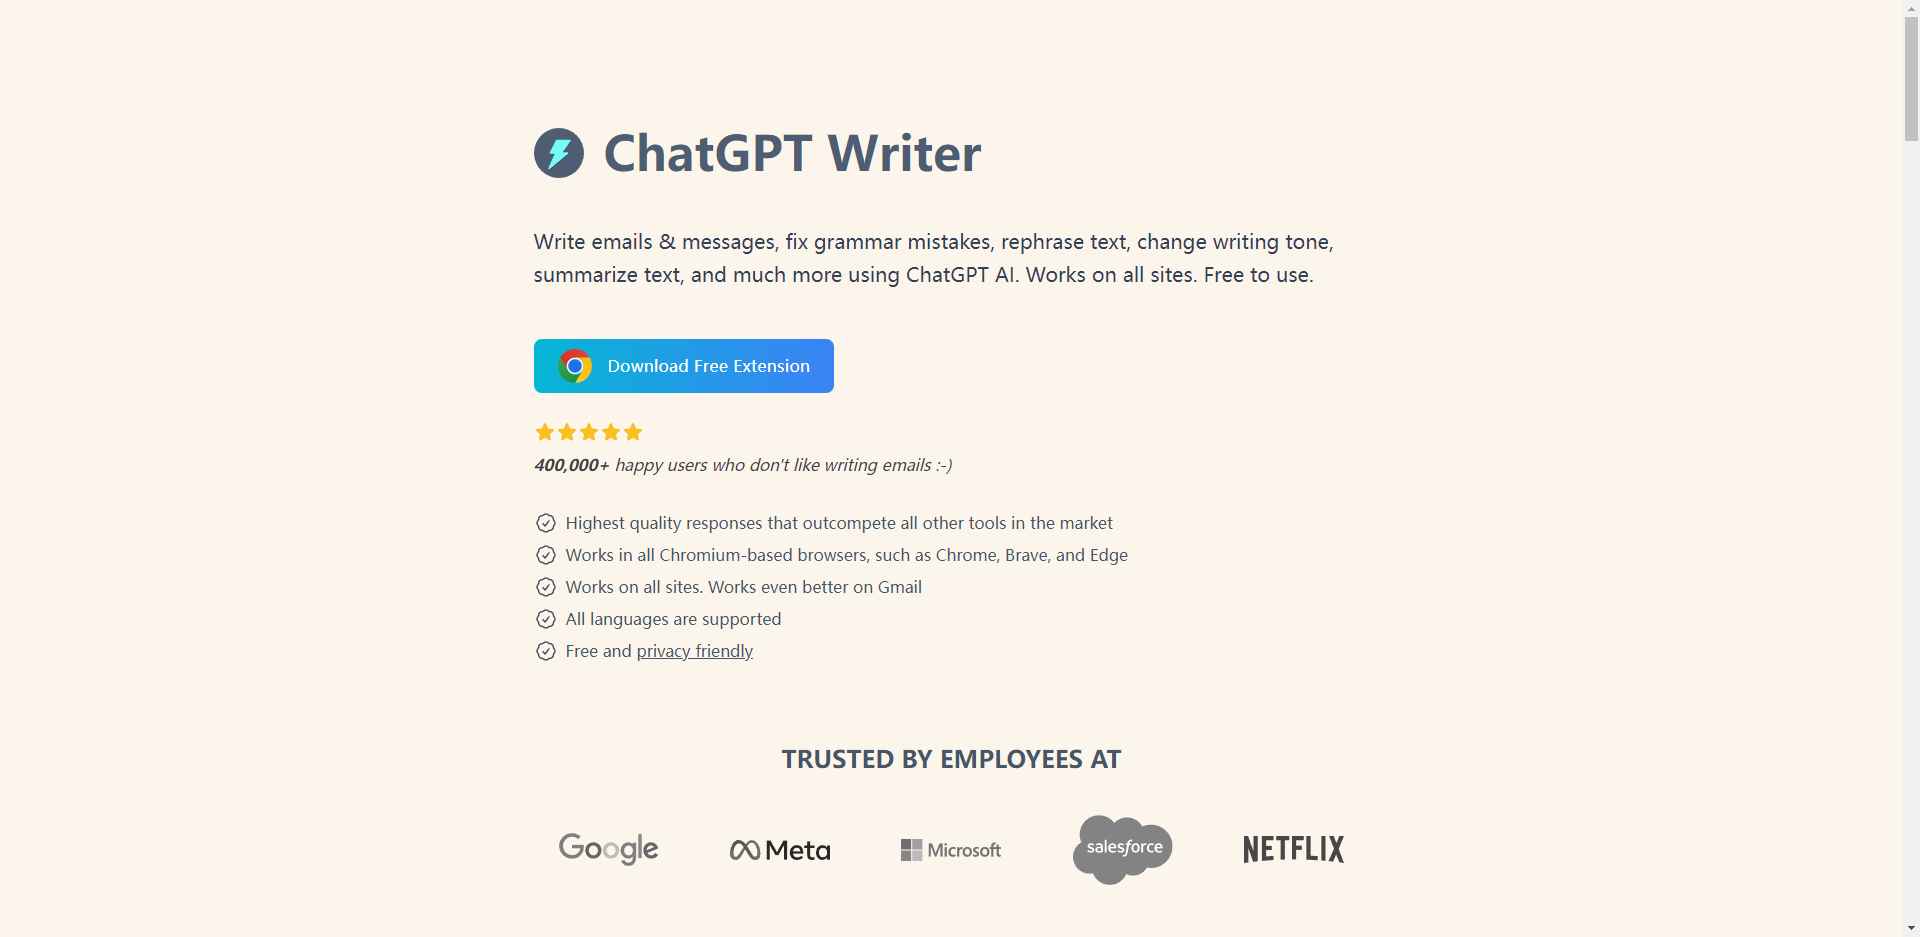 ChatGPT Writer
Write emails & messages, fix grammar mistakes, rephrase text, change writing tone,
summarize text, and much more using ChatGPT AI. Works on all sites. Free to use.
Download Free Extension
400,000+ happy users who don't like writing emails :-)
Highest quality responses that outcompete all other tools in the market
Works in all Chromium-based browsers, such as Chrome, Brave, and Edge
Works on all sites. Works even better on Gmail
All languages are supported
Free and privacy friendly
TRUSTED BY EMPLOYEES AT
Google Meta Microsoft salesforce NETFLIX